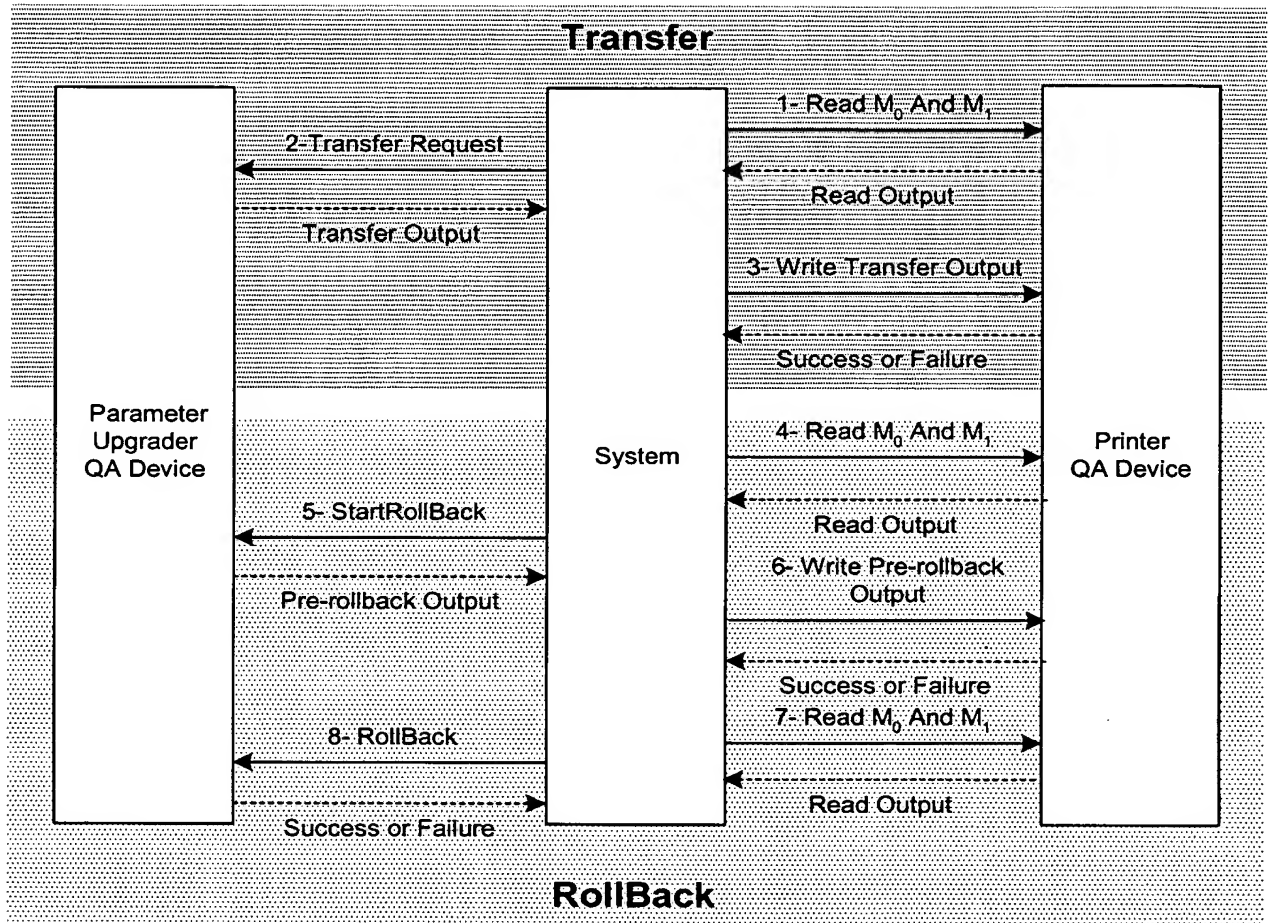 Transfer
1- Read M₀ And M₁
2-Transfer Request
Read Output
Transfer Output
3- Write Transfer Output
Success or Failure
Parameter
Upgrader
QA Device
System
Printer
QA Device
4- Read M₀ And M₁
Read Output
5- StartRollBack
Pre-rollback Output
6- Write Pre-rollback
Output
Success or Failure
7- Read M₀ And M₁
8- RollBack
Read Output
Success or Failure
RollBack